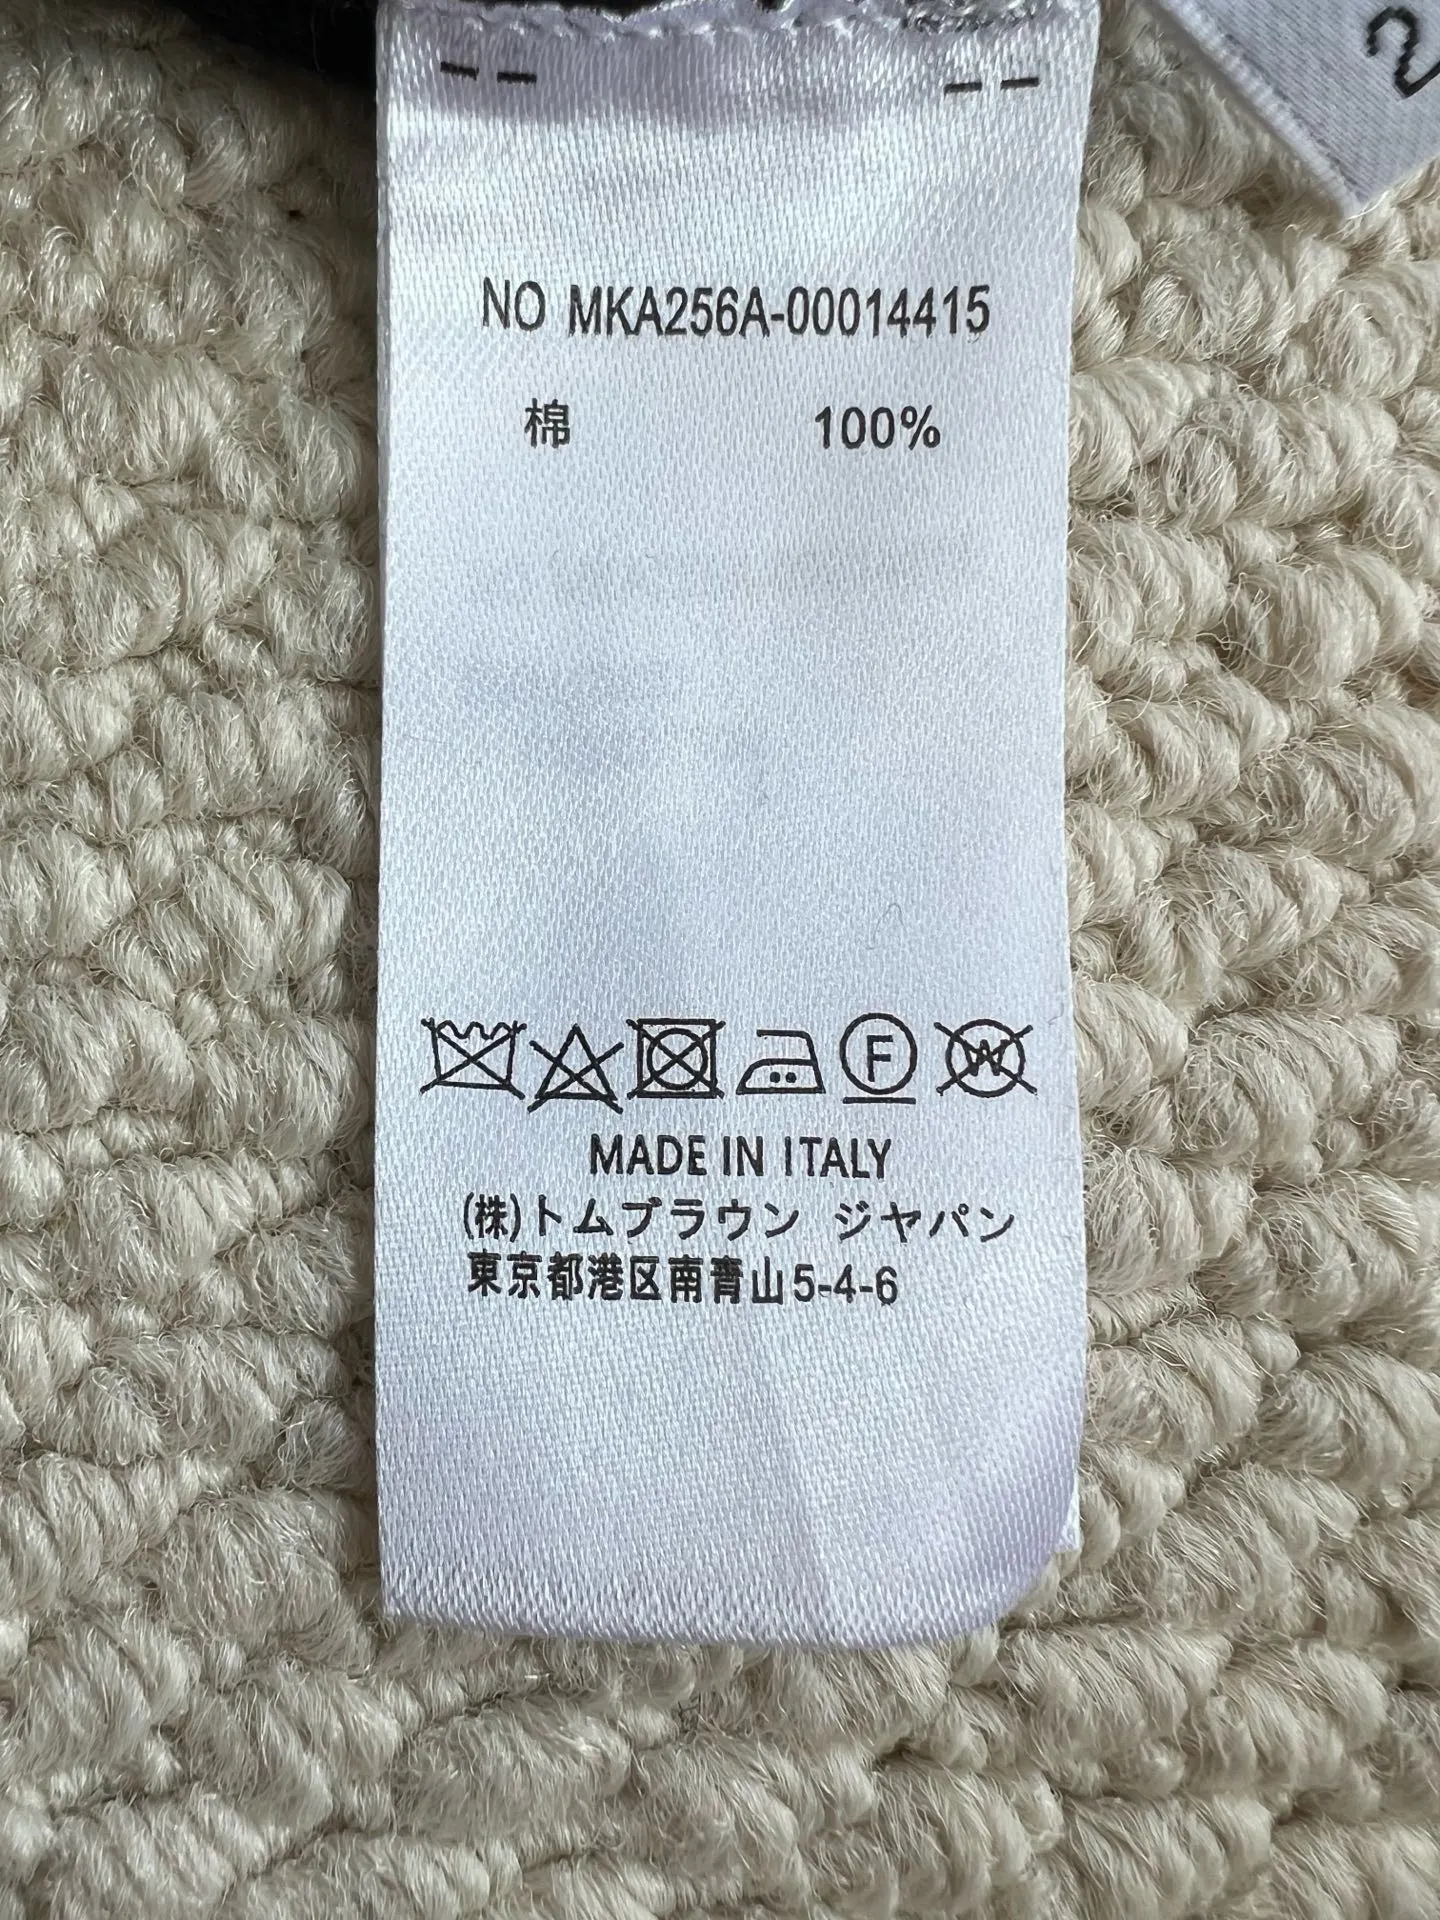 NO MKA256A-00014415
棉 100%
F W
MADE IN ITALY
(株)トムブラウン ジャパン
東京都港区南青山5-4-6
2